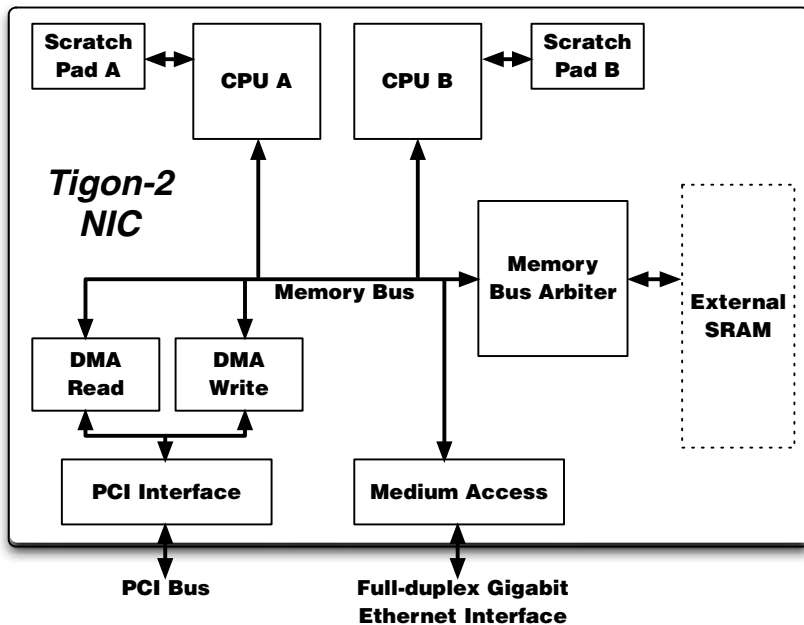 Scratch
Pad A
CPU A
CPU B
Scratch
Pad B
Tigon-2
NIC
Memory
Bus Arbiter
Memory Bus
External
SRAM
DMA
Read
DMA
Write
PCI Interface
Medium Access
PCI Bus
Full-duplex Gigabit
Ethernet Interface